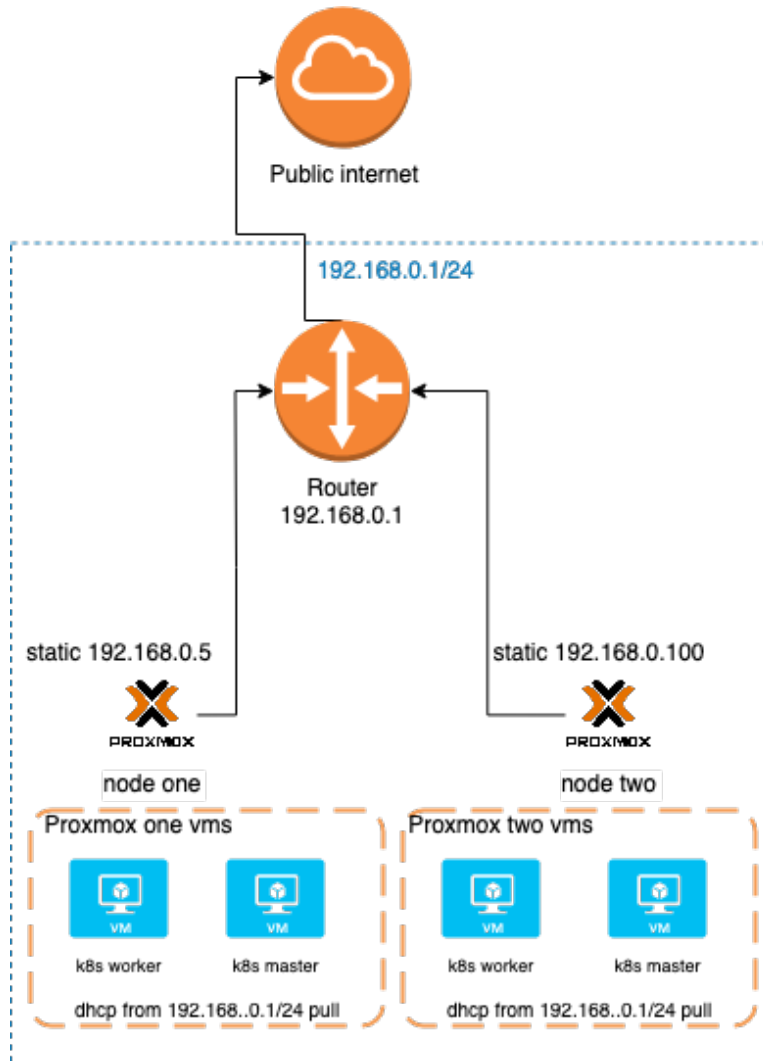 Public internet
192.168.0.1/24
Router
192.168.0.1
static 192.168.0.5
static 192.168.0.100
PROXMOX
PROXMOX
node one
node two
Proxmox one vms
Proxmox two vms
VM
VM
VM
VM
k8s worker
k8s master
k8s worker
k8s master
dhcp from 192.168..0.1/24 pull
dhcp from 192.168..0.1/24 pull